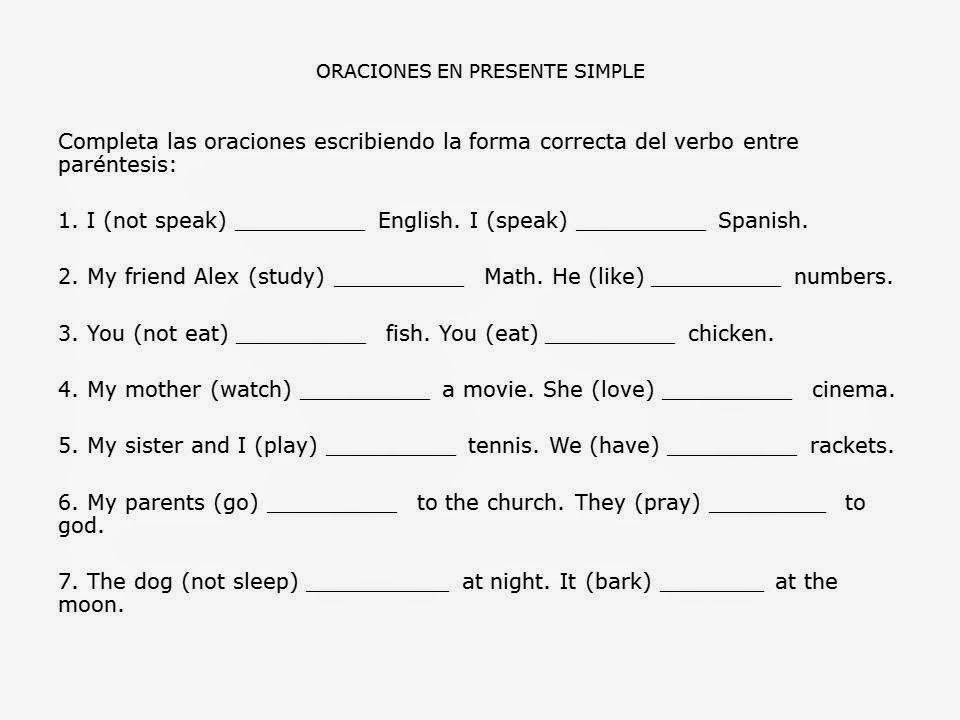 ORACIONES EN PRESENTE SIMPLE
Completa las oraciones escribiendo la forma correcta del verbo entre
paréntesis:
1. I (not speak) __________ English. I (speak) __________ Spanish.
2. My friend Alex (study) __________ Math. He (like) __________ numbers.
3. You (not eat) __________ fish. You (eat) __________ chicken.
4. My mother (watch) __________ a movie. She (love) __________ cinema.
5. My sister and I (play) __________ tennis. We (have) __________ rackets.
6. My parents (go) __________ to the church. They (pray) _________ to
god.
7. The dog (not sleep) ___________ at night. It (bark) ________ at the
moon.